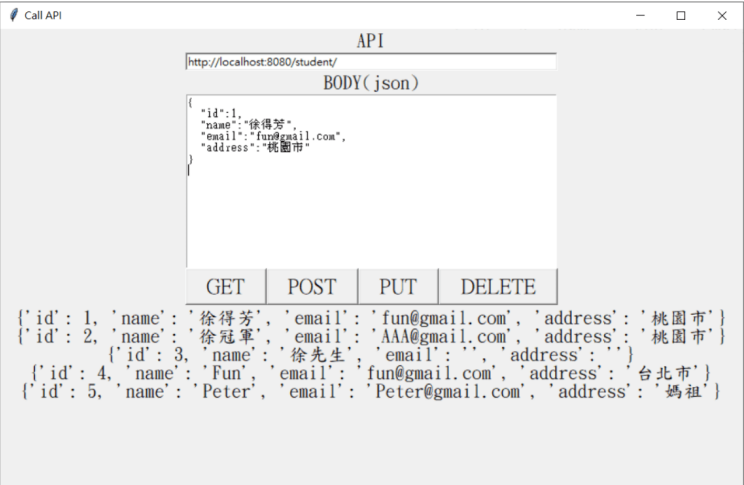 Call API
API
http://localhost:8080/student/
BODY(json)
{
"id":1,
"name":"徐得芳",
"email":"fun@gmail.com",
"address":"桃園市"
}
GET POST PUT DELETE
{'id': 1, 'name': '徐得芳', 'email': 'fun@gmail.com', 'address': '桃園市'}
{'id': 2, 'name': '徐冠軍', 'email': 'AAA@gmail.com', 'address': '桃園市'}
{'id': 3, 'name': '徐先生', 'email': '', 'address': ''}
{'id': 4, 'name': 'Fun', 'email': 'fun@gmail.com', 'address': '台北市'}
{'id': 5, 'name': 'Peter', 'email': 'Peter@gmail.com', 'address': '媽祖'}